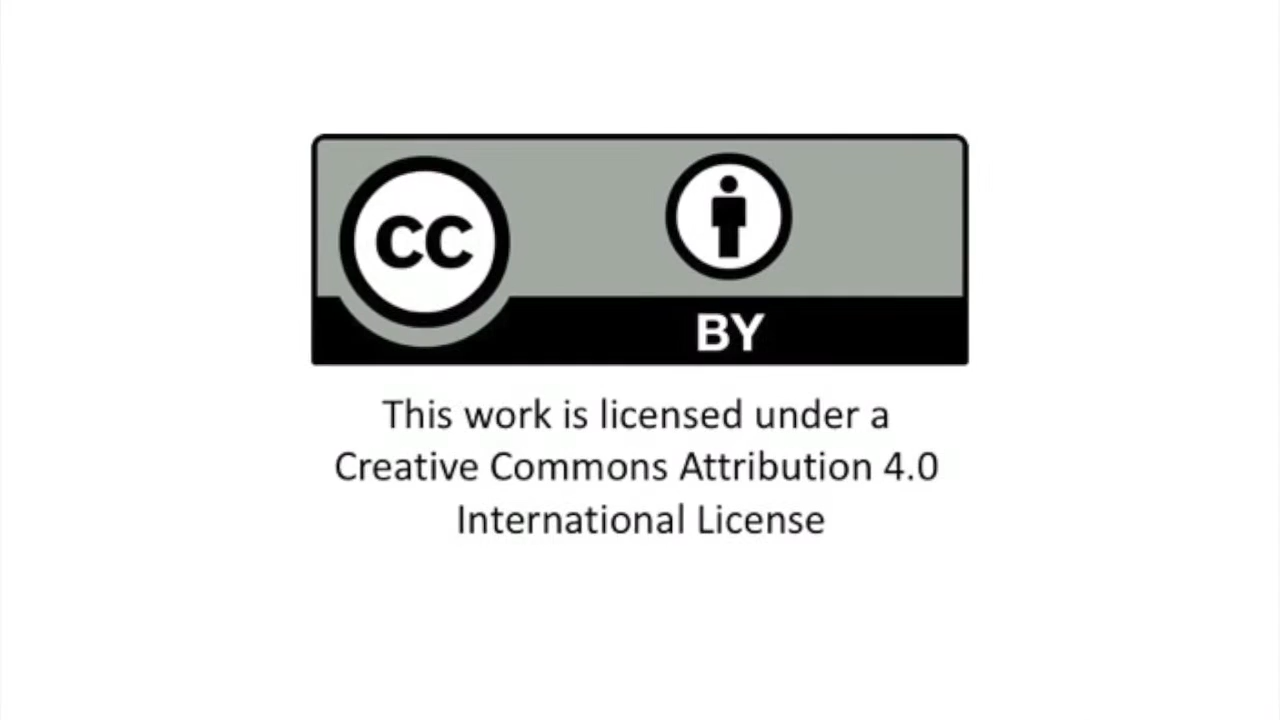 CC
BY
This work is licensed under a
Creative Commons Attribution 4.0
International License